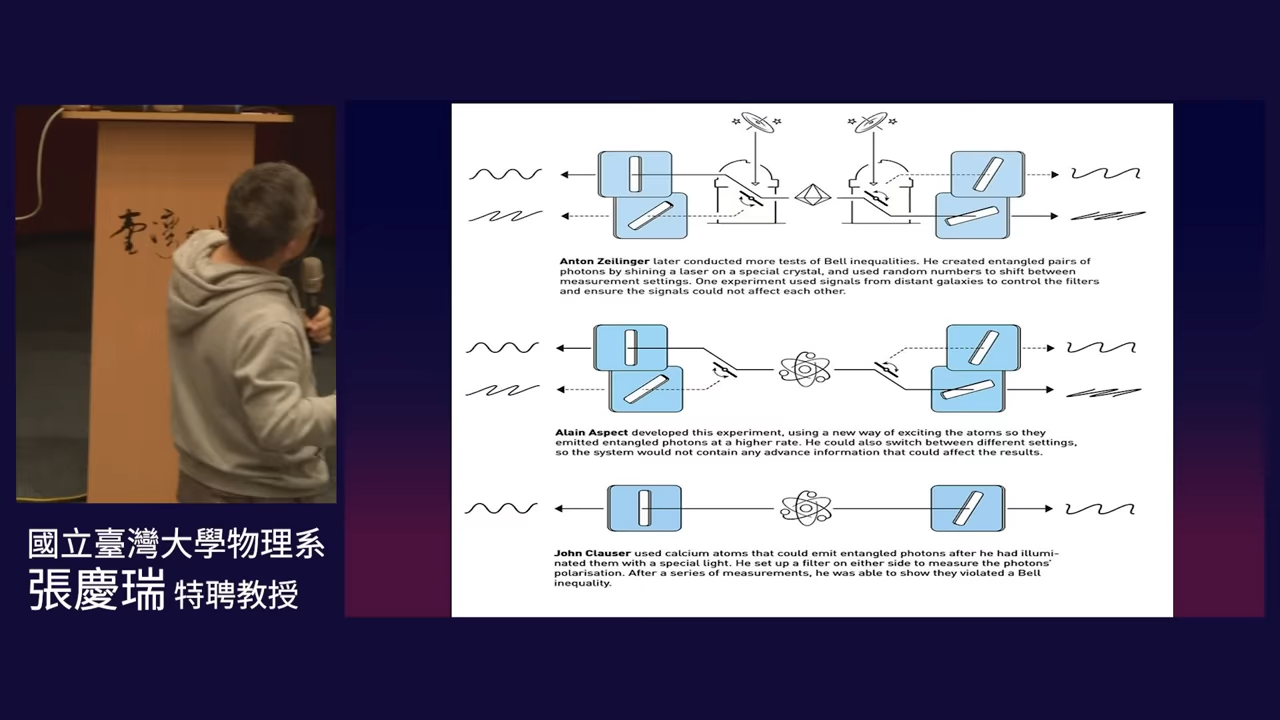 臺灣大
國立臺灣大學物理系
張慶瑞 特聘教授
Anton Zeilinger later conducted more tests of Bell inequalities. He created entangled pairs of
photons by shining a laser on a special crystal, and used random numbers to shift between
measurement settings. One experiment used signals from distant galaxies to control the filters
and ensure the signals could not affect each other.
Alain Aspect developed this experiment, using a new way of exciting the atoms so they
emitted entangled photons at a higher rate. He could also switch between different settings,
so the system would not contain any advance information that could affect the results.
John Clauser used calcium atoms that could emit entangled photons after he had illumi-
nated them with a special light. He set up a filter on either side to measure the photons'
polarisation. After a series of measurements, he was able to show they violated a Bell
inequality.